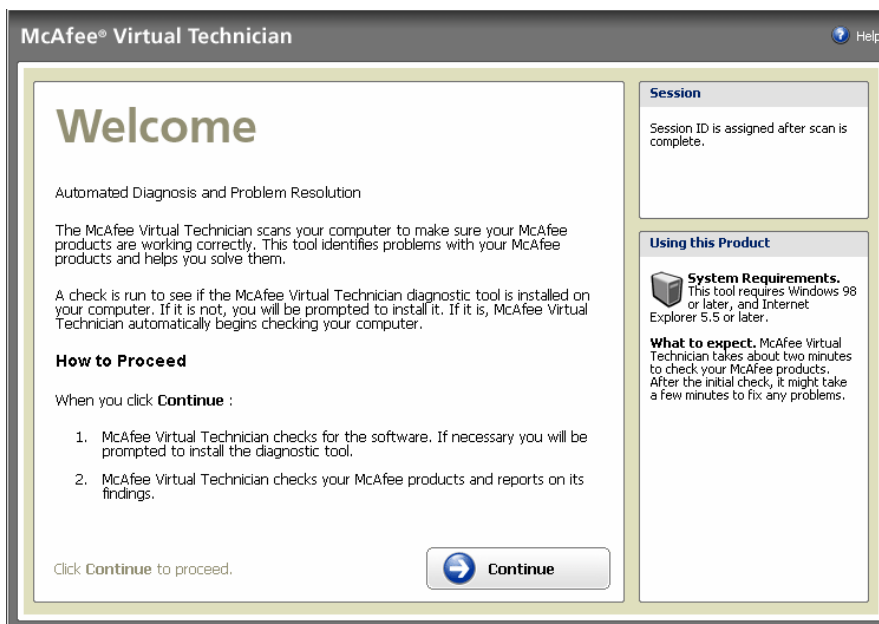 McAfee® Virtual Technician
Help
Welcome
Automated Diagnosis and Problem Resolution
The McAfee Virtual Technician scans your computer to make sure your McAfee
products are working correctly. This tool identifies problems with your McAfee
products and helps you solve them.
A check is run to see if the McAfee Virtual Technician diagnostic tool is installed on
your computer. If it is not, you will be prompted to install it. If it is, McAfee Virtual
Technician automatically begins checking your computer.
How to Proceed
When you click Continue :
1. McAfee Virtual Technician checks for the software. If necessary you will be
prompted to install the diagnostic tool.
2. McAfee Virtual Technician checks your McAfee products and reports on its
findings.
Click Continue to proceed.
Continue
Session
Session ID is assigned after scan is
complete.
Using this Product
System Requirements.
This tool requires Windows 98
or later, and Internet
Explorer 5.5 or later.
What to expect. McAfee Virtual
Technician takes about two minutes
to check your McAfee products.
After the initial check, it might take
a few minutes to fix any problems.